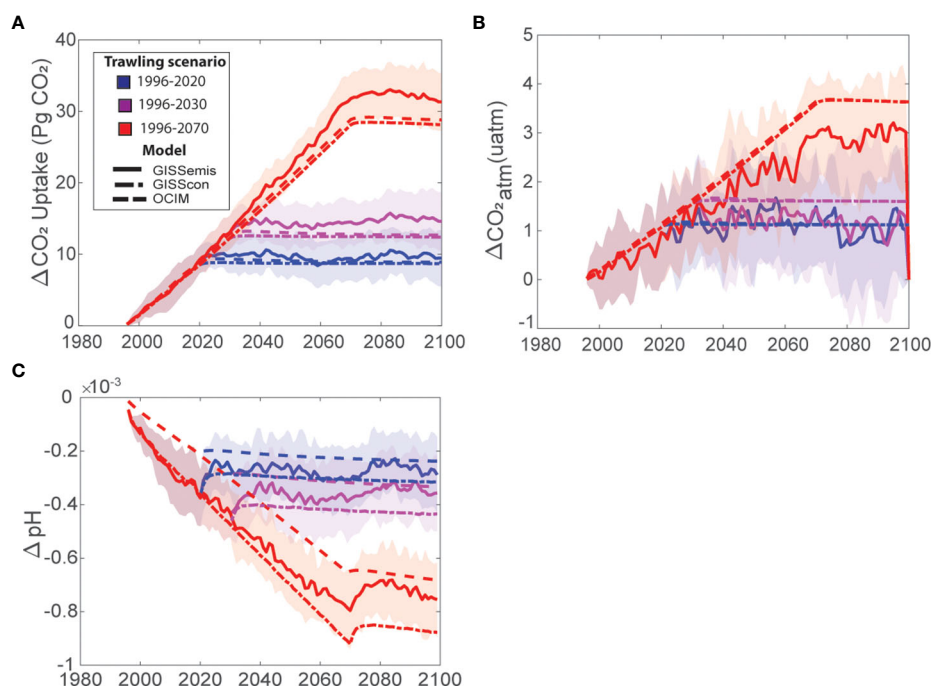 A
ΔCO₂ Uptake (Pg CO₂)
40
30
20
10
0
1980 2000 2020 2040 2060 2080 2100
Trawling scenario
1996-2020
1996-2030
1996-2070
Model
GISSemis
GISScon
OCIM
B
ΔCO₂atm(uatm)
5
4
3
2
1
0
-1
1980 2000 2020 2040 2060 2080 2100
C
×10⁻³
Δ pH
0
-0.2
-0.4
-0.6
-0.8
-1
1980 2000 2020 2040 2060 2080 2100